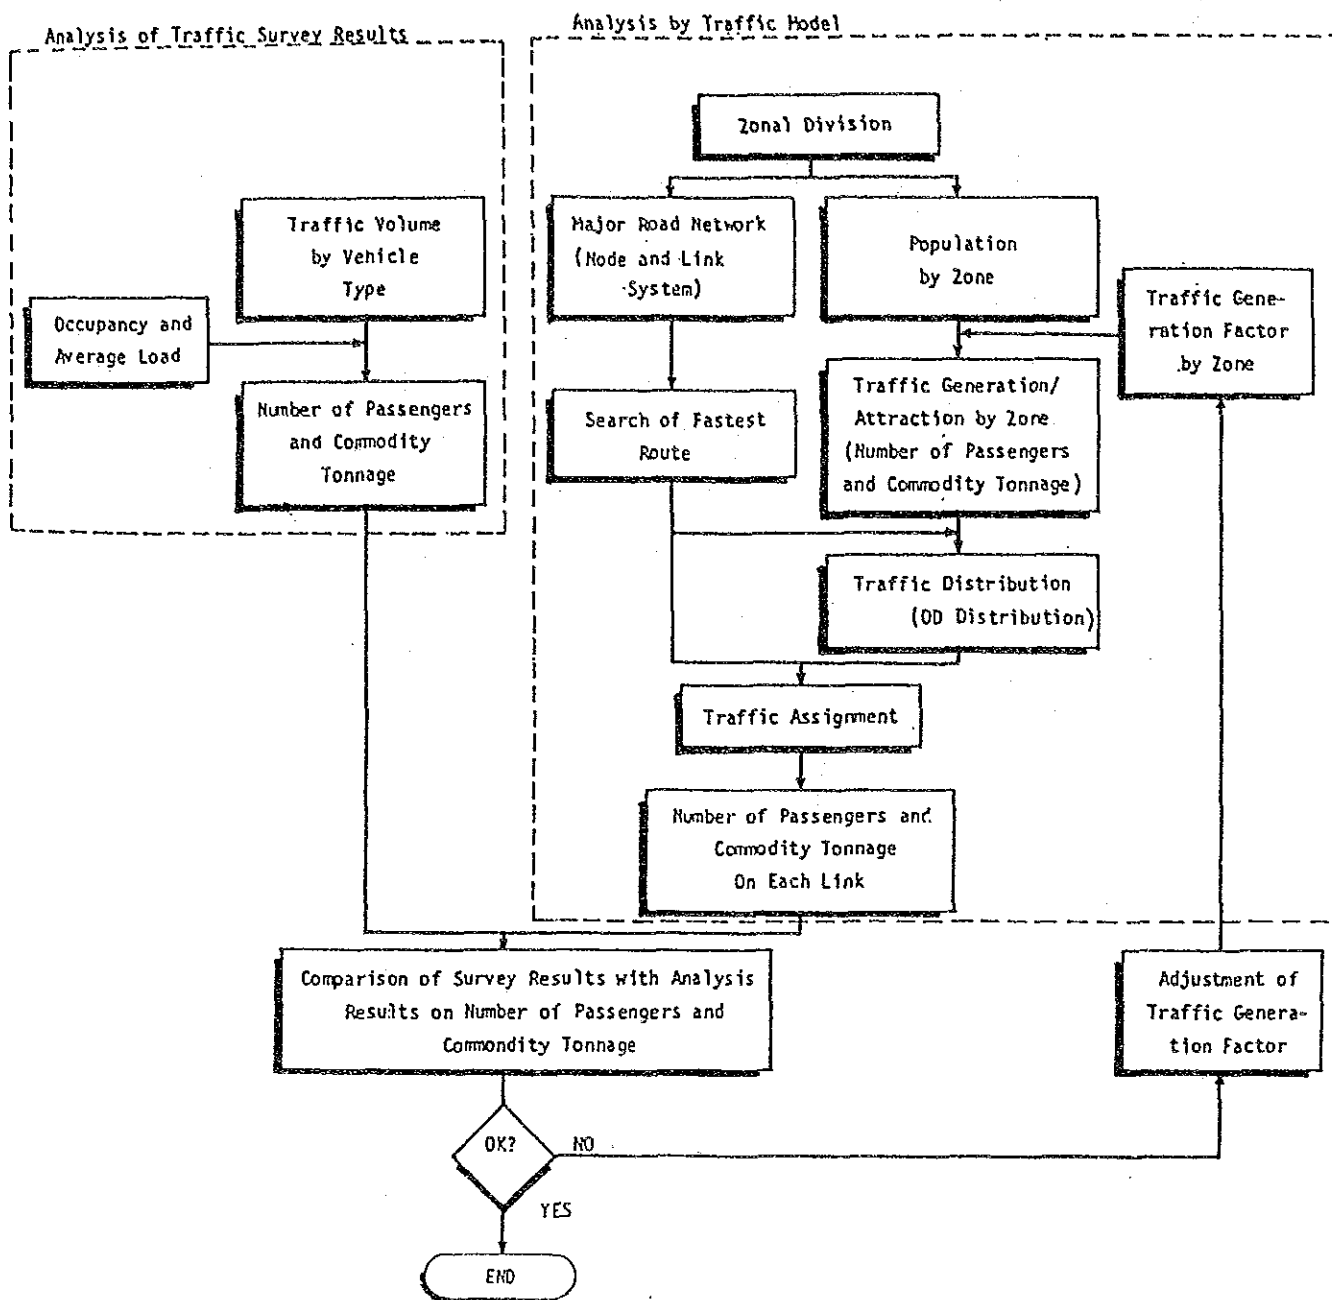 Analysis of Traffic Survey Results
Analysis by Traffic Model
Zonal Division
Traffic Volume
by Vehicle
Type
Major Road Network
(Node and Link
System)
Population
by Zone
Traffic Gene-
ration Factor
by Zone
Occupancy and
Average Load
Number of Passengers
and Commodity
Tonnage
Search of Fastest
Route
Traffic Generation/
Attraction by Zone
(Number of Passengers
and Commodity Tonnage)
Traffic Distribution
(OD Distribution)
Traffic Assignment
Number of Passengers and
Commodity Tonnage
On Each Link
Comparison of Survey Results with Analysis
Results on Number of Passengers and
Commondity Tonnage
Adjustment of
Traffic Genera-
tion Factor
OK?
NO
YES
END